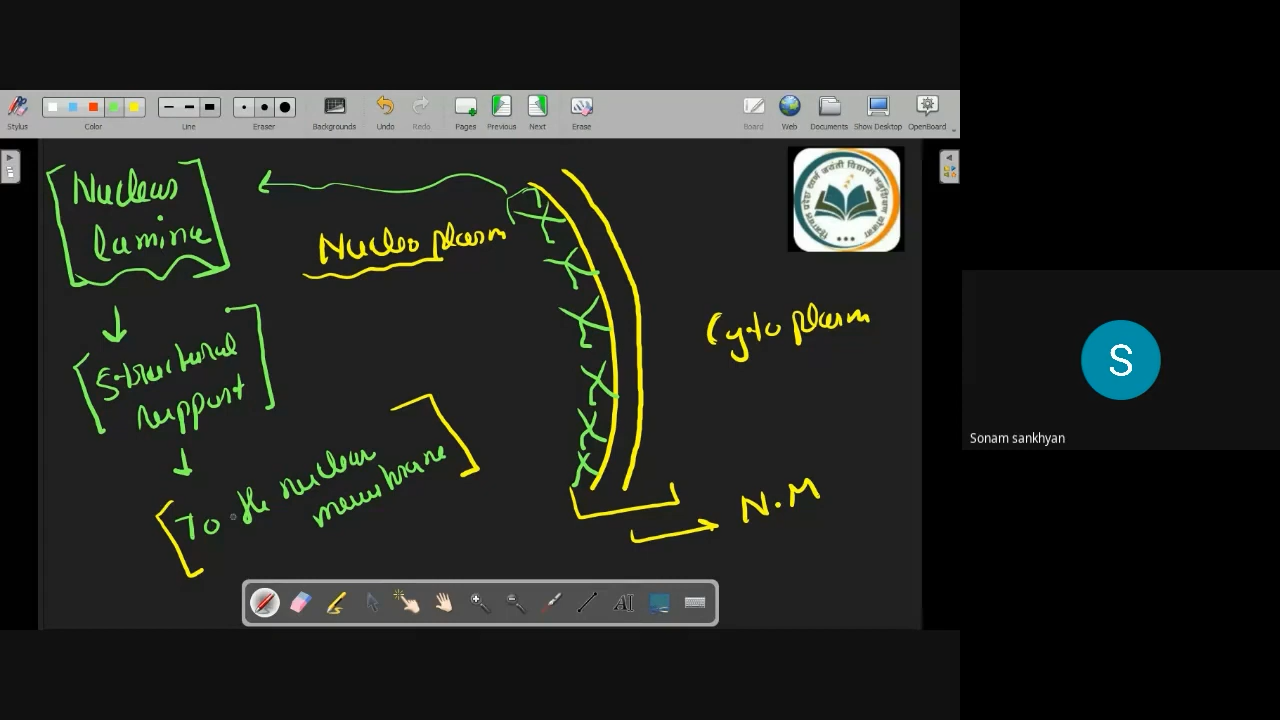 Stylus
Color
Line
Eraser
Backgrounds
Undo
Redo
Pages
Previous
Next
Erase
Board
Web
Documents
Show Desktop
OpenBoard
Nucleus
lamina
Nucleoplasm
Structural
support
To the nuclear
membrane
Cytoplasm
N.M
S
Sonam sankhyan